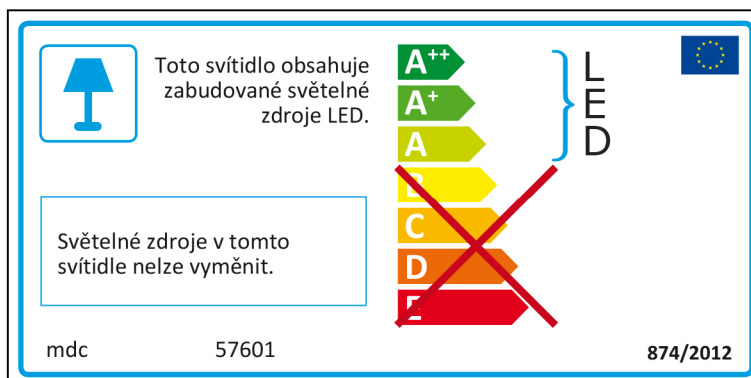 Toto svítidlo obsahuje
zabudované světelné
zdroje LED.
A++
A+
A
B
C
D
E
L
E
D
Světelné zdroje v tomto
svítidle nelze vyměnit.
mdc 57601
874/2012